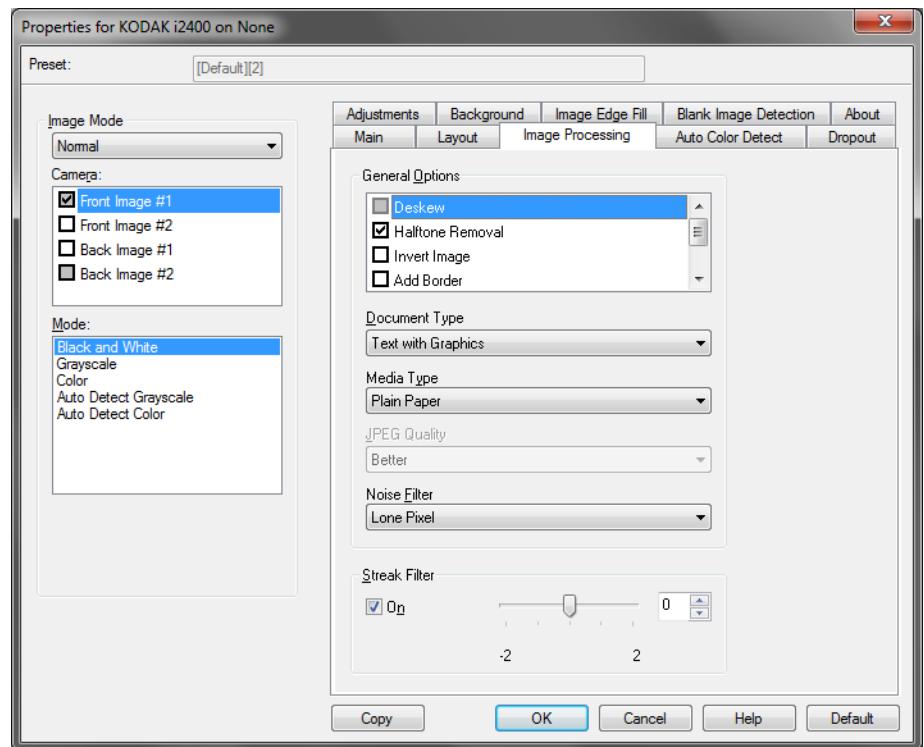 Properties for KODAK i2400 on None
Preset:
[Default][2]
Image Mode
Normal
Camera:
Front Image #1
Front Image #2
Back Image #1
Back Image #2
Mode:
Black and White
Grayscale
Color
Auto Detect Grayscale
Auto Detect Color
Adjustments Background Image Edge Fill Blank Image Detection About
Main Layout Image Processing Auto Color Detect Dropout
General Options
Deskew
Halftone Removal
Invert Image
Add Border
Document Type
Text with Graphics
Media Type
Plain Paper
JPEG Quality
Better
Noise Filter
Lone Pixel
Streak Filter
On 0
-2 2
Copy OK Cancel Help Default